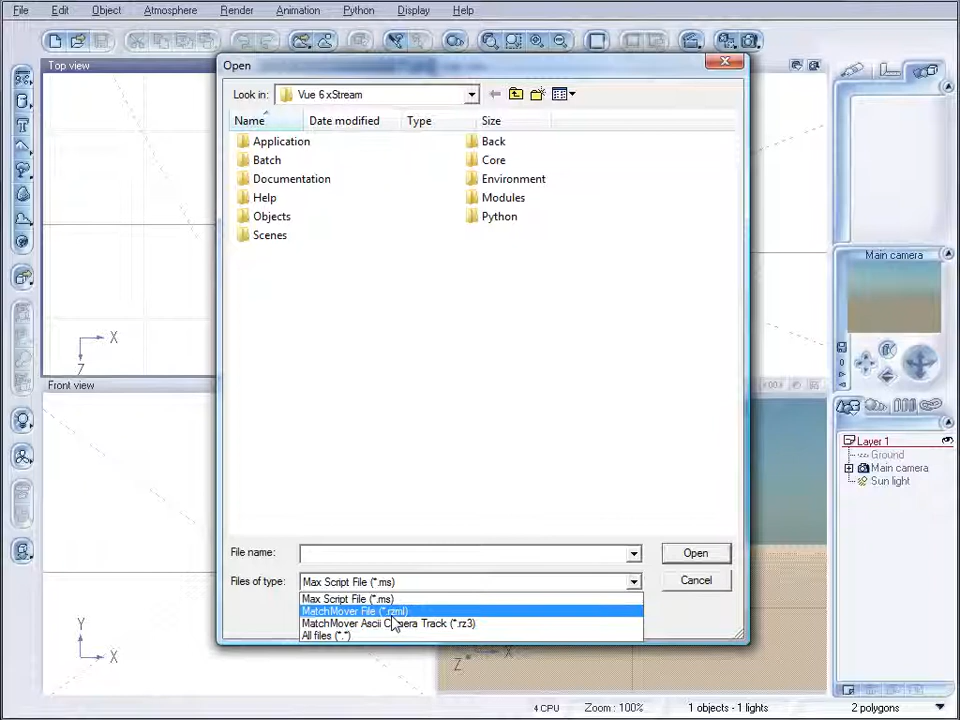 File Edit Object Atmosphere Render Animation Python Display Help
Top view
Open
Look in: Vue 6 xStream
Name Date modified Type Size
Application Back
Batch Core
Documentation Environment
Help Modules
Objects Python
Scenes
File name: Open
Files of type: Max Script File (*.ms) Cancel
Max Script File (*.ms)
MatchMover File (*.rzml)
MatchMover Ascii Camera Track (*.rz3)
All files (*.*)
X
Z
Front view
Y
X
Z X
Main camera
0
Layer 1
Ground
Main camera
Sun light
4 CPU Zoom : 100% 1 objects - 1 lights 2 polygons